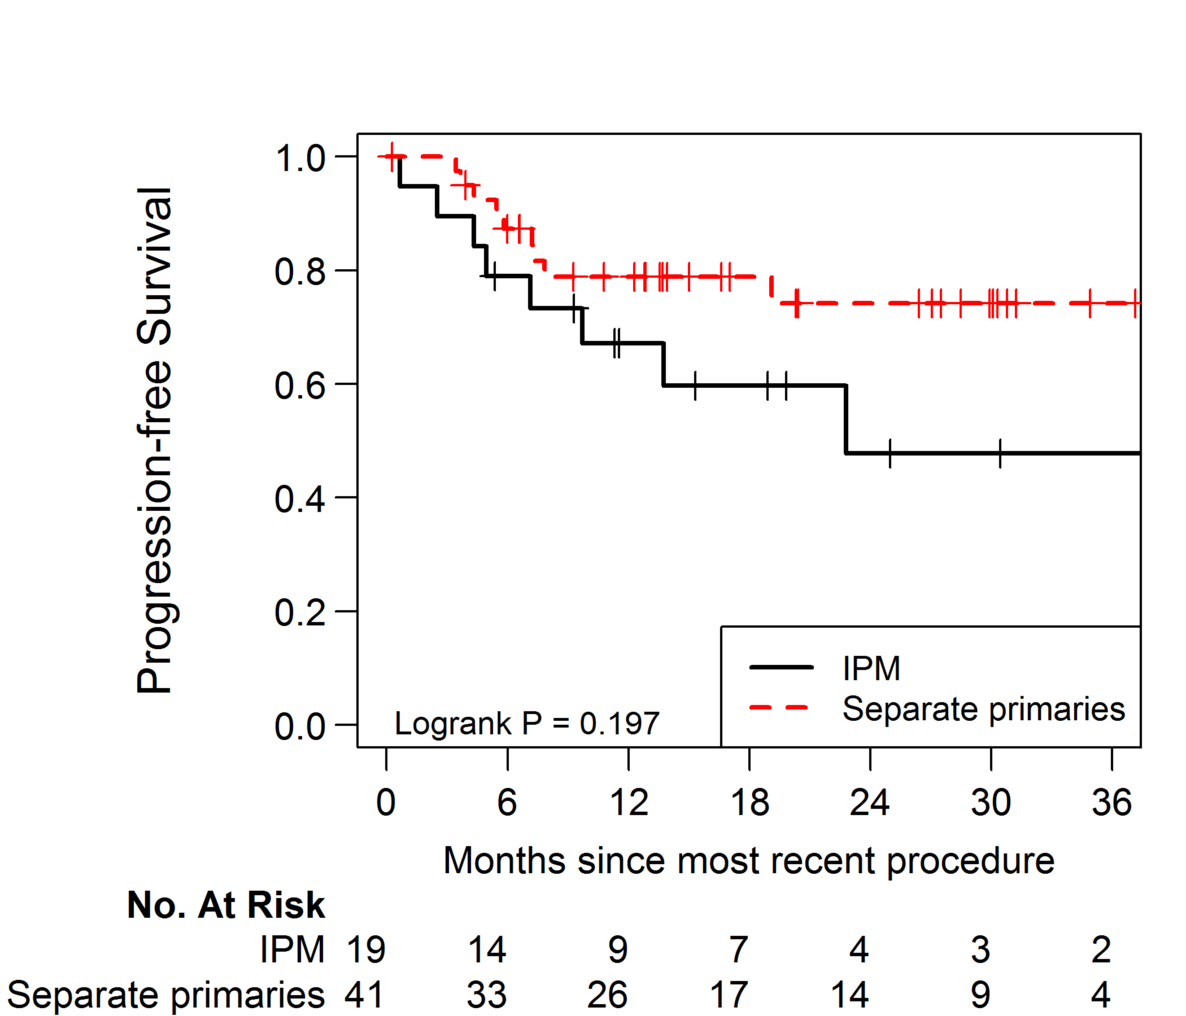 Progression-free Survival
1.0
0.8
0.6
0.4
0.2
0.0
IPM
Separate primaries
Logrank P = 0.197
0 6 12 18 24 30 36
Months since most recent procedure
No. At Risk
IPM 19 14 9 7 4 3 2
Separate primaries 41 33 26 17 14 9 4